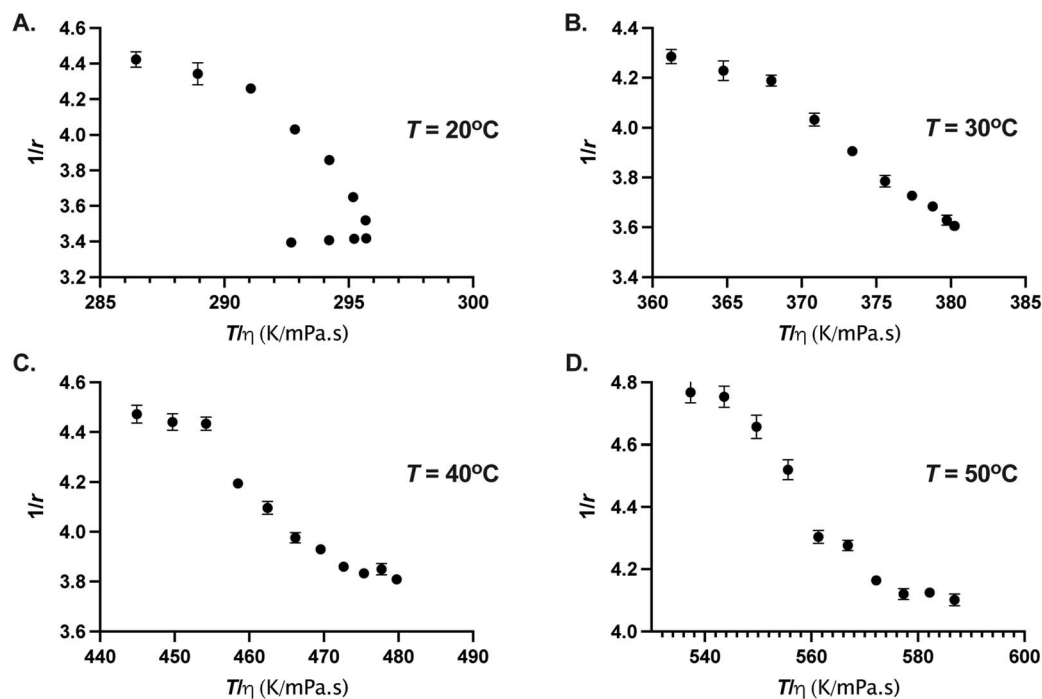 A.
4.6
4.4
4.2
4.0
3.8
3.6
3.4
3.2
1/r
T = 20°C
285 290 295 300
T/η (K/mPa.s)
B.
4.4
4.2
4.0
3.8
3.6
3.4
1/r
T = 30°C
360 365 370 375 380 385
T/η (K/mPa.s)
C.
4.6
4.4
4.2
4.0
3.8
3.6
1/r
T = 40°C
440 450 460 470 480 490
T/η (K/mPa.s)
D.
4.8
4.6
4.4
4.2
4.0
1/r
T = 50°C
540 560 580 600
T/η (K/mPa.s)